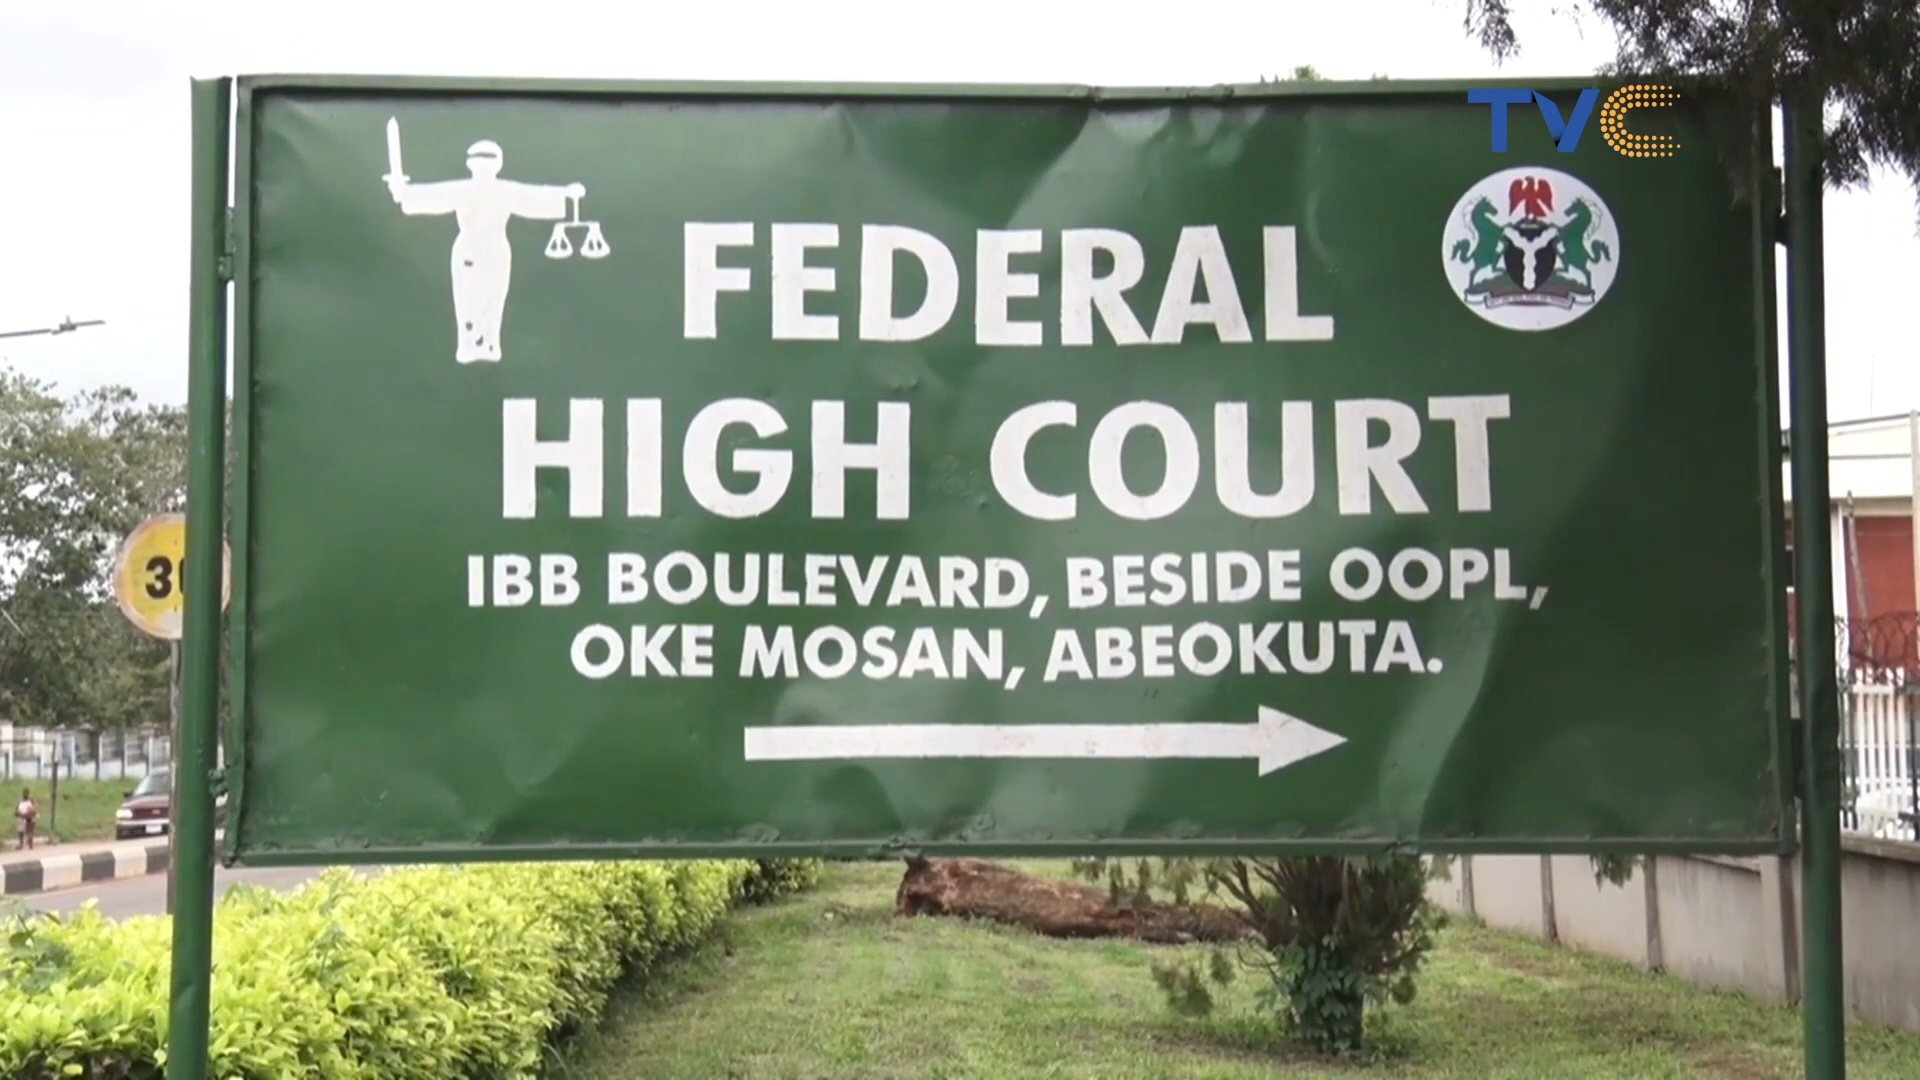 TVC
FEDERAL
HIGH COURT
IBB BOULEVARD, BESIDE OOPL,
OKE MOSAN, ABEOKUTA.